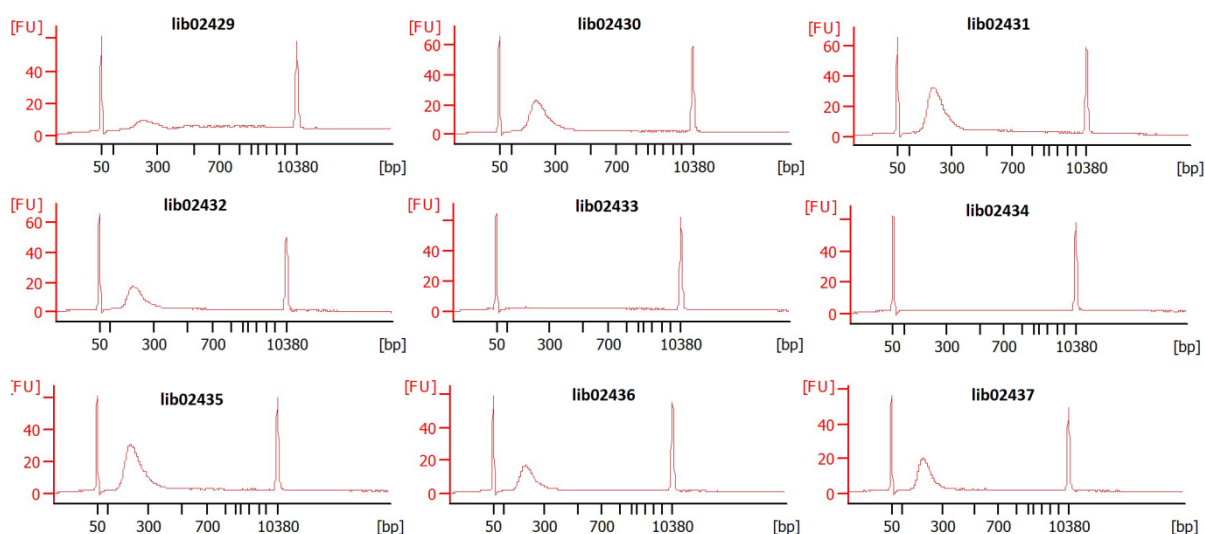 lib02429 lib02430 lib02431
[FU] [FU] [FU]
40 60 60
20 40 40
0 20 20
0 0
50 300 700 10380 [bp] 50 300 700 10380 [bp] 50 300 700 10380 [bp]
lib02432 lib02433 lib02434
[FU] [FU] [FU]
60 40 60
40 20 40
20 0 20
0 0
50 300 700 10380 [bp] 50 300 700 10380 [bp] 50 300 700 10380 [bp]
lib02435 lib02436 lib02437
[FU] [FU] [FU]
40 40 40
20 20 20
0 0 0
50 300 700 10380 [bp] 50 300 700 10380 [bp] 50 300 700 10380 [bp]